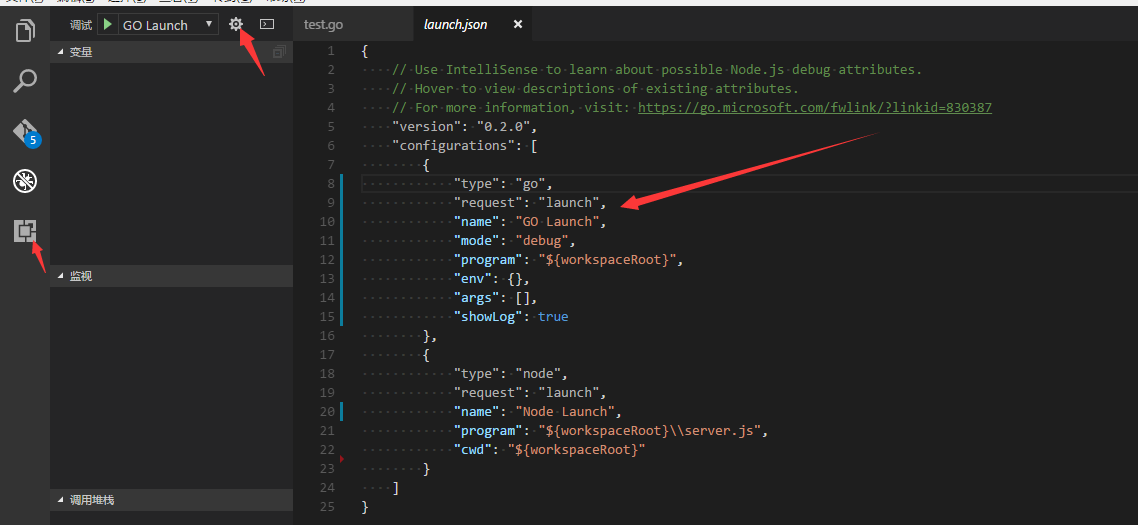 调试 GO Launch
test.go
launch.json
变量
5
监视
调用堆栈
1 {
2 // Use IntelliSense to learn about possible Node.js debug attributes.
3 // Hover to view descriptions of existing attributes.
4 // For more information, visit: https://go.microsoft.com/fwlink/?linkid=830387
5 "version": "0.2.0",
6 "configurations": [
7 {
8 "type": "go",
9 "request": "launch",
10 "name": "GO Launch",
11 "mode": "debug",
12 "program": "${workspaceRoot}",
13 "env": {},
14 "args": [],
15 "showLog": true
16 },
17 {
18 "type": "node",
19 "request": "launch",
20 "name": "Node Launch",
21 "program": "${workspaceRoot}\\server.js",
22 "cwd": "${workspaceRoot}"
23 }
24 ]
25 }